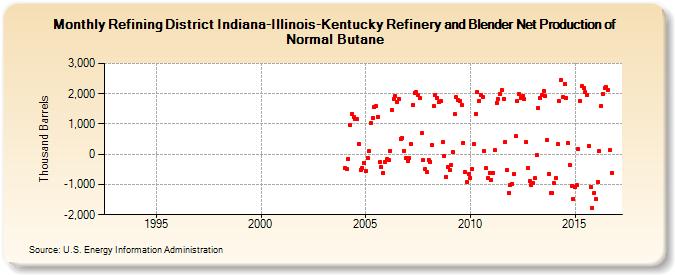 Monthly Refining District Indiana-Illinois-Kentucky Refinery and Blender Net Production of
Normal Butane
Thousand Barrels
3,000
2,000
1,000
0
-1,000
-2,000
1995
2000
2005
2010
2015
Source: U.S. Energy Information Administration